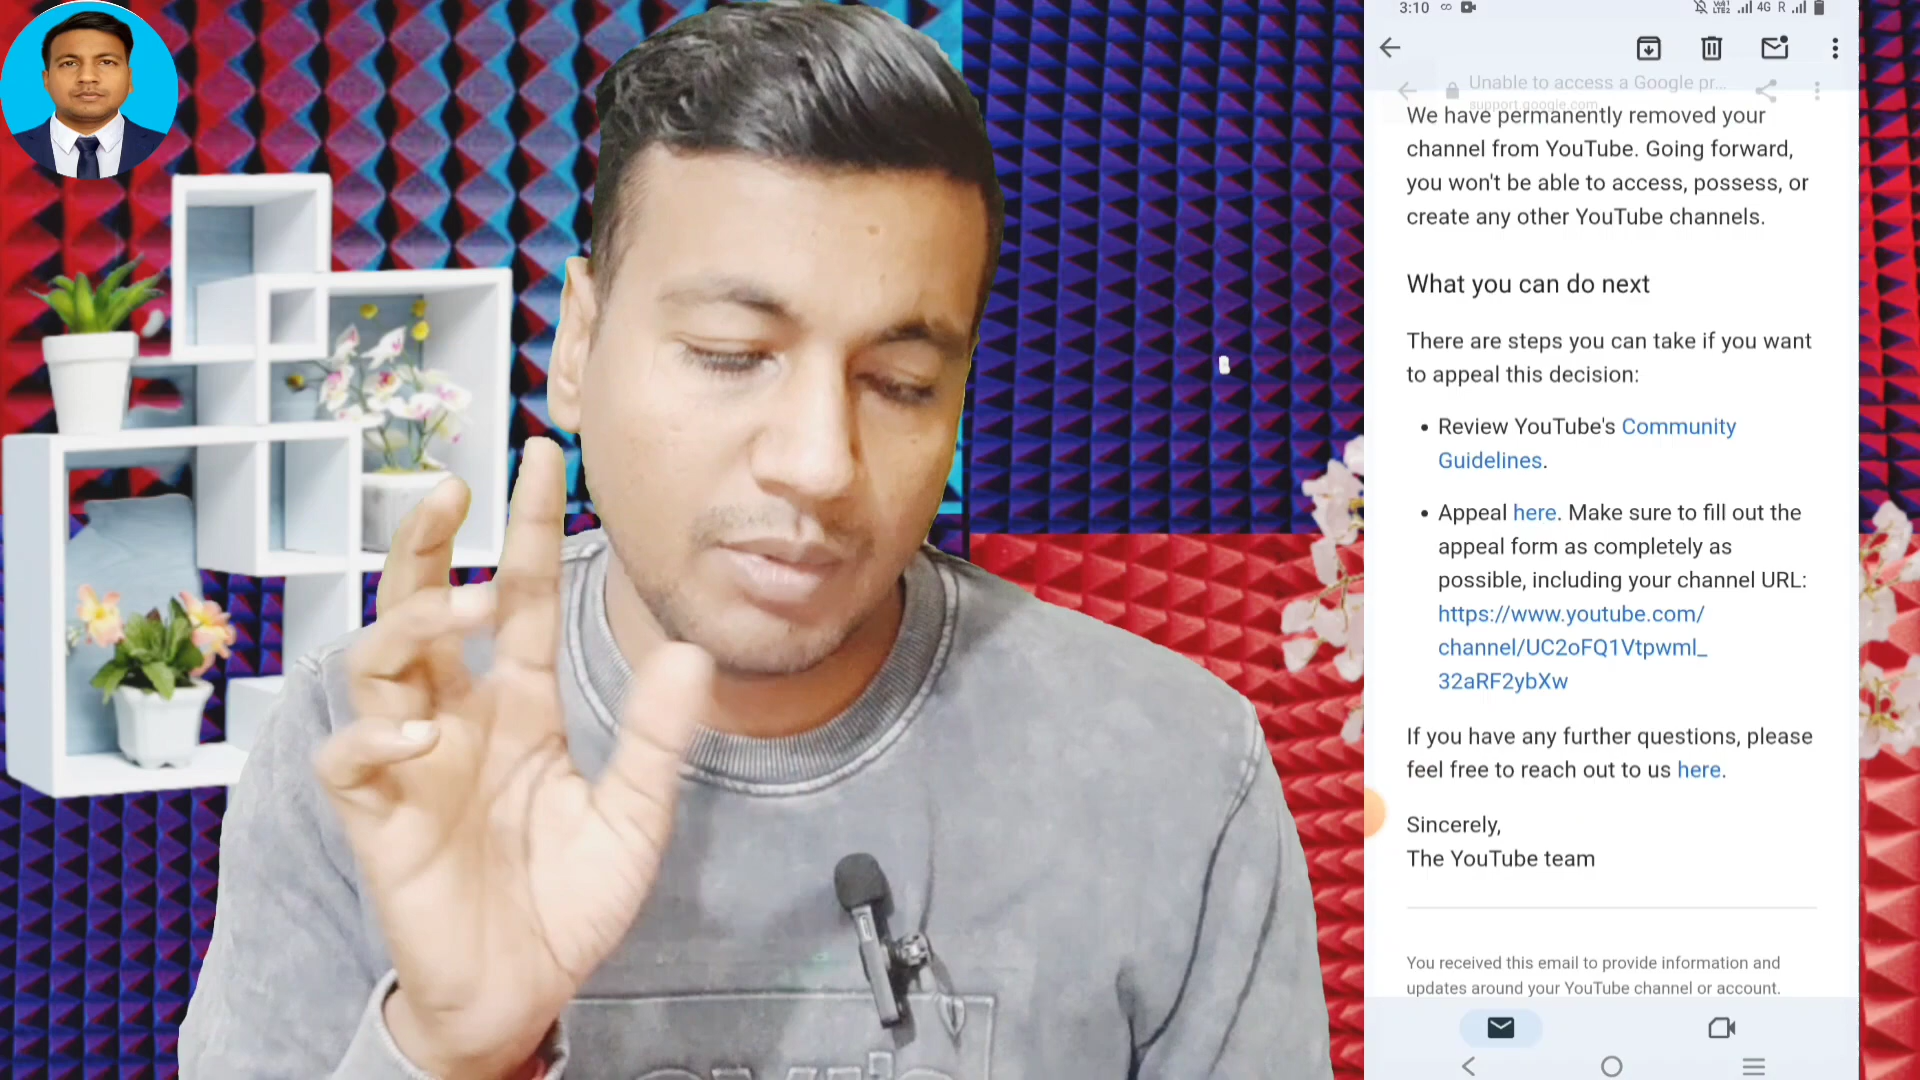 3:10
4G R
Unable to access a Google pr...
support.google.com
We have permanently removed your
channel from YouTube. Going forward,
you won't be able to access, possess, or
create any other YouTube channels.
What you can do next
There are steps you can take if you want
to appeal this decision:
• Review YouTube's Community
Guidelines.
• Appeal here. Make sure to fill out the
appeal form as completely as
possible, including your channel URL:
https://www.youtube.com/
channel/UC2oFQ1Vtpwml_
32aRF2ybXw
If you have any further questions, please
feel free to reach out to us here.
Sincerely,
The YouTube team
You received this email to provide information and
updates around your YouTube channel or account.